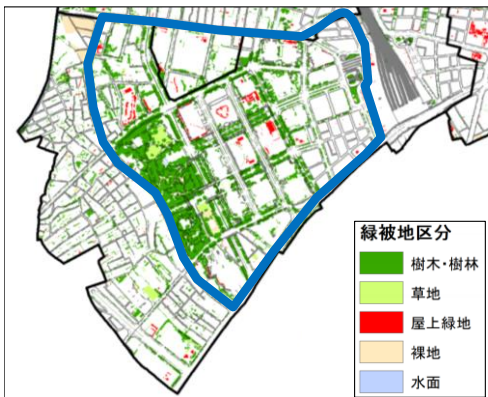 緑被地区分
樹木・樹林
草地
屋上緑地
裸地
水面